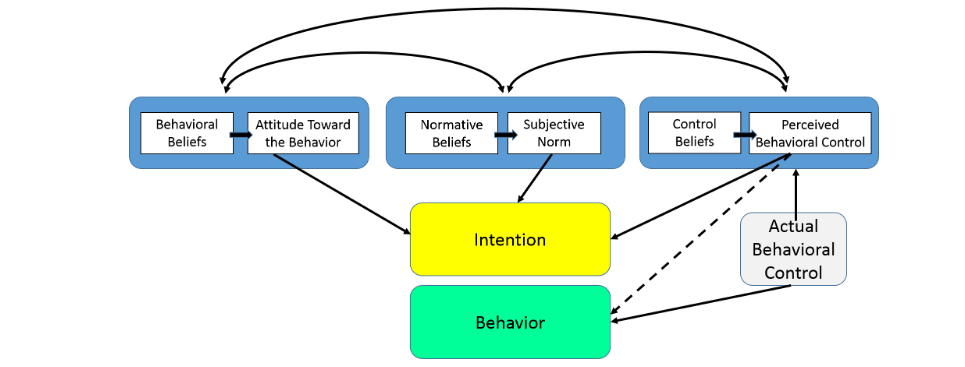 Behavioral
Beliefs
Attitude Toward
the Behavior
Normative
Beliefs
Subjective
Norm
Control
Beliefs
Perceived
Behavioral Control
Intention
Actual
Behavioral
Control
Behavior